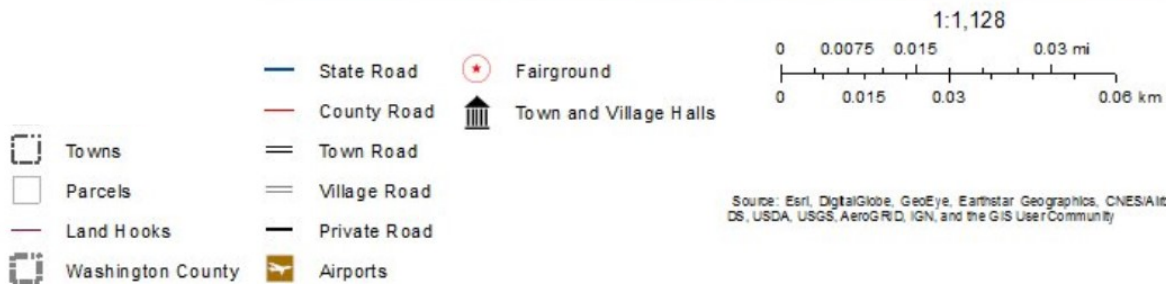 1:1,128
0 0.0075 0.015 0.03 mi
0 0.015 0.03 0.06 km
State Road
County Road
Town Road
Village Road
Private Road
Airports
Fairground
Town and Village Halls
Towns
Parcels
Land Hooks
Washington County
Source: Esri, DigitalGlobe, GeoEye, Earthstar Geographics, CNES/Airb
DS, USDA, USGS, AeroGRID, IGN, and the GIS User Community